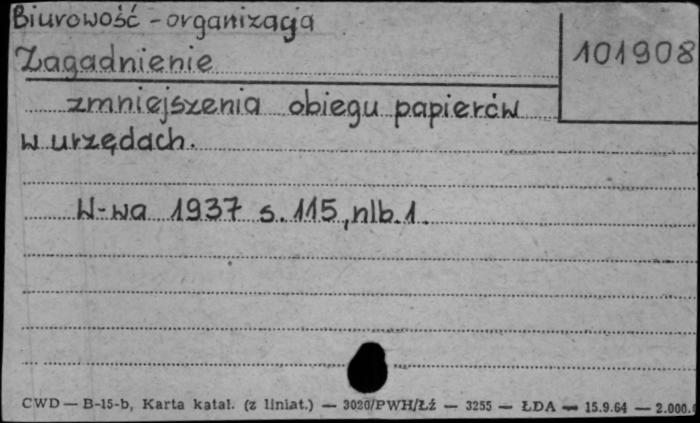 Biurowość - organizacja
101908
Zagadnienie
zmniejszenia obiegu papierów
w urzędach.
W-wa 1937 s. 115, nlb. 1.
CWD — B-15-b, Karta katal. (z liniat.) — 3020/PWH/Łź — 3255 — ŁDA — 15.9.64 — 2.000.